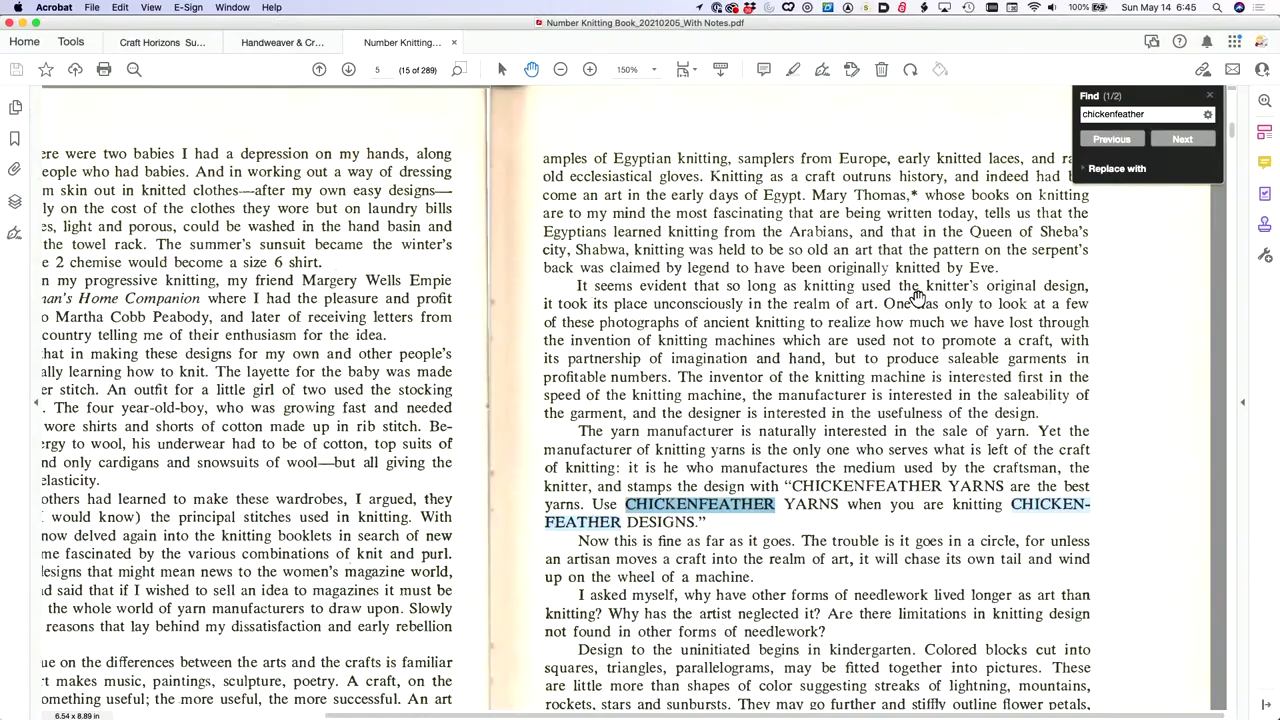 Acrobat File Edit View E-Sign Window Help 100% Sun May 14 6:45
Number Knitting Book_20210205_With Notes.pdf
Home Tools Craft Horizons Su... Handweaver & Cr... Number Knitting... ×
5 (15 of 289) 150%
Find (1/2)
chickenfeather
Previous Next
Replace with
ere were two babies I had a depression on my hands, along
eople who had babies. And in working out a way of dressing
m skin out in knitted clothes—after my own easy designs—
ly on the cost of the clothes they wore but on laundry bills
es, light and porous, could be washed in the hand basin and
the towel rack. The summer's sunsuit became the winter's
e 2 chemise would become a size 6 shirt.
n my progressive knitting, my friend Margery Wells Empie
nan's Home Companion where I had the pleasure and profit
o Martha Cobb Peabody, and later of receiving letters from
country telling me of their enthusiasm for the idea.
hat in making these designs for my own and other people's
ally learning how to knit. The layette for the baby was made
er stitch. An outfit for a little girl of two used the stocking
. The four year-old-boy, who was growing fast and needed
wore shirts and shorts of cotton made up in rib stitch. Be-
ergy to wool, his underwear had to be of cotton, top suits of
nd only cardigans and snowsuits of wool—but all giving the
elasticity.
others had learned to make these wardrobes, I argued, they
I would know) the principal stitches used in knitting. With
now delved again into the knitting booklets in search of new
me fascinated by the various combinations of knit and purl.
designs that might mean news to the women's magazine world,
d said that if I wished to sell an idea to magazines it must be
the whole world of yarn manufacturers to draw upon. Slowly
reasons that lay behind my dissatisfaction and early rebellion
ue on the differences between the arts and the crafts is familiar
rt makes music, paintings, sculpture, poetry. A craft, on the
omething useful; the more useful, the more successful. An art
amples of Egyptian knitting, samplers from Europe, early knitted laces, and ra
old ecclesiastical gloves. Knitting as a craft outruns history, and indeed had b
come an art in the early days of Egypt. Mary Thomas,* whose books on knitting
are to my mind the most fascinating that are being written today, tells us that the
Egyptians learned knitting from the Arabians, and that in the Queen of Sheba's
city, Shabwa, knitting was held to be so old an art that the pattern on the serpent's
back was claimed by legend to have been originally knitted by Eve.
It seems evident that so long as knitting used the knitter's original design,
it took its place unconsciously in the realm of art. One has only to look at a few
of these photographs of ancient knitting to realize how much we have lost through
the invention of knitting machines which are used not to promote a craft, with
its partnership of imagination and hand, but to produce saleable garments in
profitable numbers. The inventor of the knitting machine is interested first in the
speed of the knitting machine, the manufacturer is interested in the saleability of
the garment, and the designer is interested in the usefulness of the design.
The yarn manufacturer is naturally interested in the sale of yarn. Yet the
manufacturer of knitting yarns is the only one who serves what is left of the craft
of knitting: it is he who manufactures the medium used by the craftsman, the
knitter, and stamps the design with “CHICKENFEATHER YARNS are the best
yarns. Use CHICKENFEATHER YARNS when you are knitting CHICKEN-
FEATHER DESIGNS.”
Now this is fine as far as it goes. The trouble is it goes in a circle, for unless
an artisan moves a craft into the realm of art, it will chase its own tail and wind
up on the wheel of a machine.
I asked myself, why have other forms of needlework lived longer as art than
knitting? Why has the artist neglected it? Are there limitations in knitting design
not found in other forms of needlework?
Design to the uninitiated begins in kindergarten. Colored blocks cut into
squares, triangles, parallelograms, may be fitted together into pictures. These
are little more than shapes of color suggesting streaks of lightning, mountains,
rockets, stars and sunbursts. They may go further and stiffly outline flower petals,
6.54 x 8.89 in